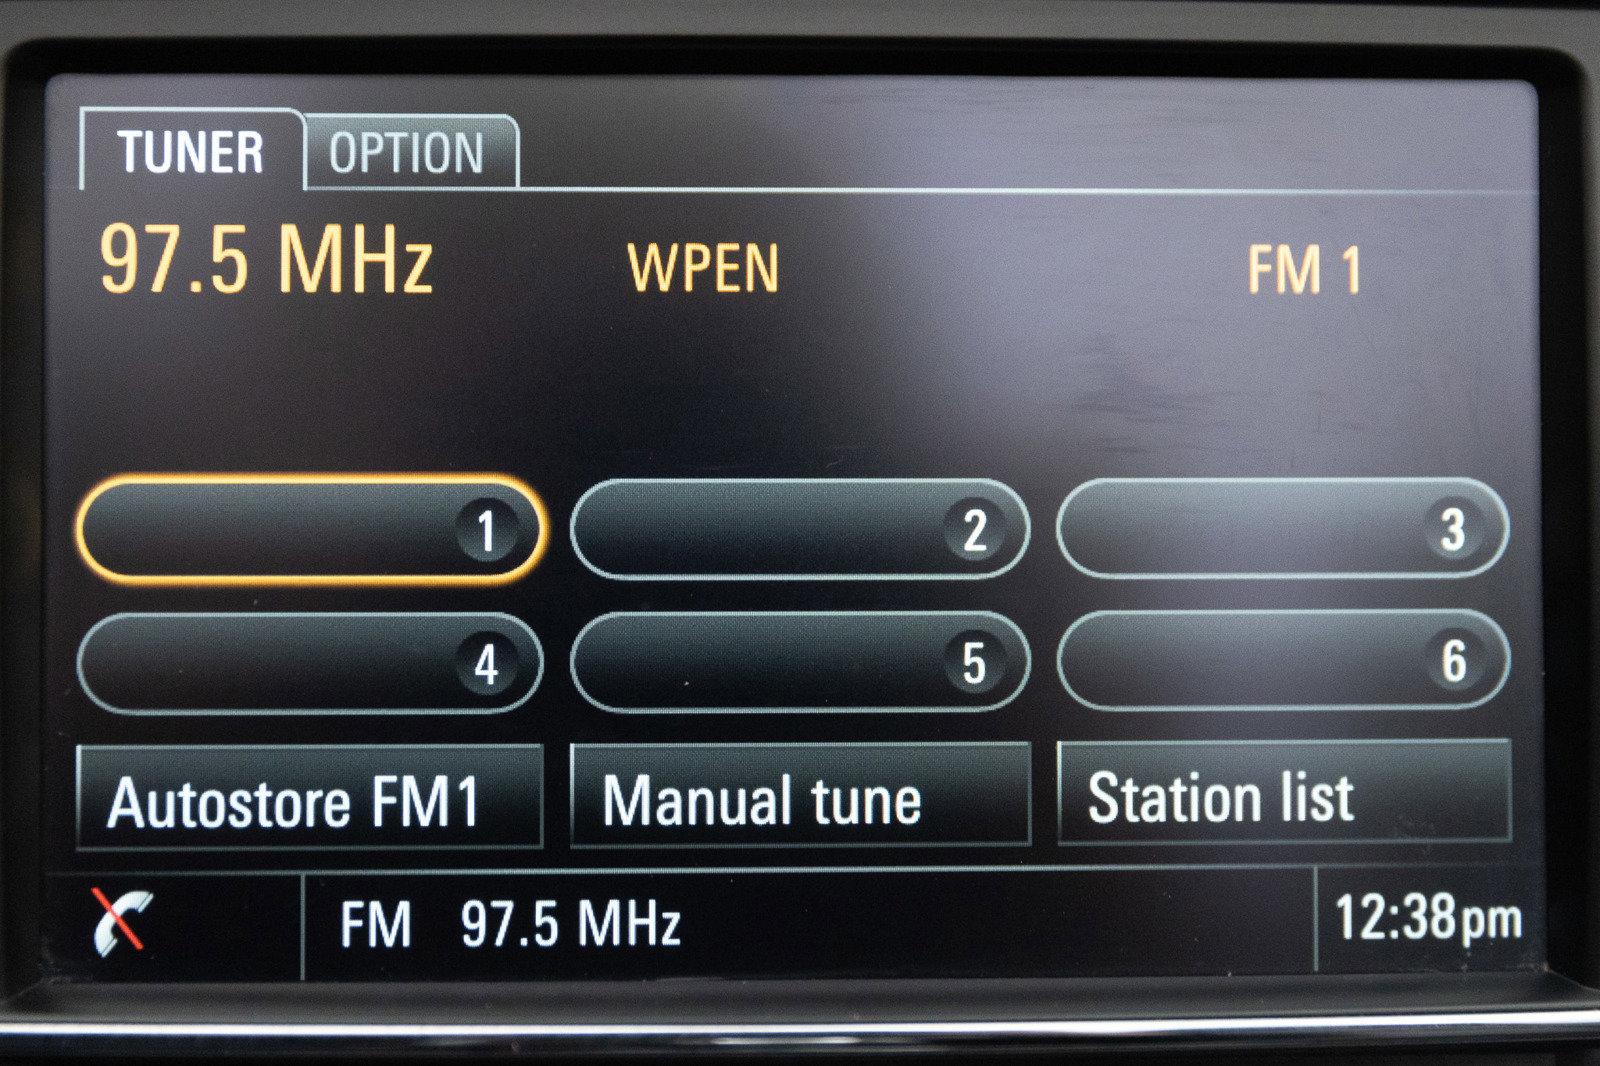 TUNER OPTION
97.5 MHz WPEN FM 1
1 2 3
4 5 6
Autostore FM1 Manual tune Station list
FM 97.5 MHz 12:38pm